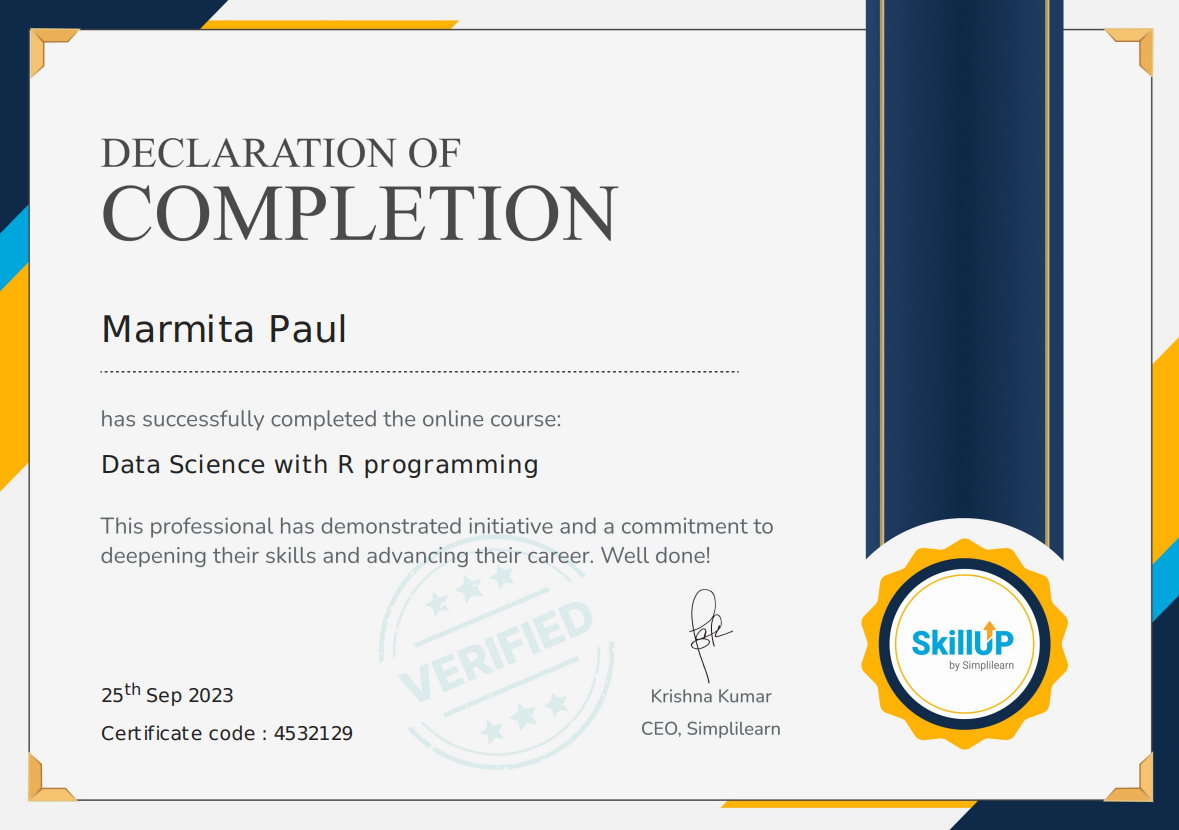 DECLARATION OF
COMPLETION
Marmita Paul
has successfully completed the online course:
Data Science with R programming
This professional has demonstrated initiative and a commitment to
deepening their skills and advancing their career. Well done!
VERIFIED
25th Sep 2023
Certificate code : 4532129
Krishna Kumar
CEO, Simplilearn
SkillUP
by Simplilearn